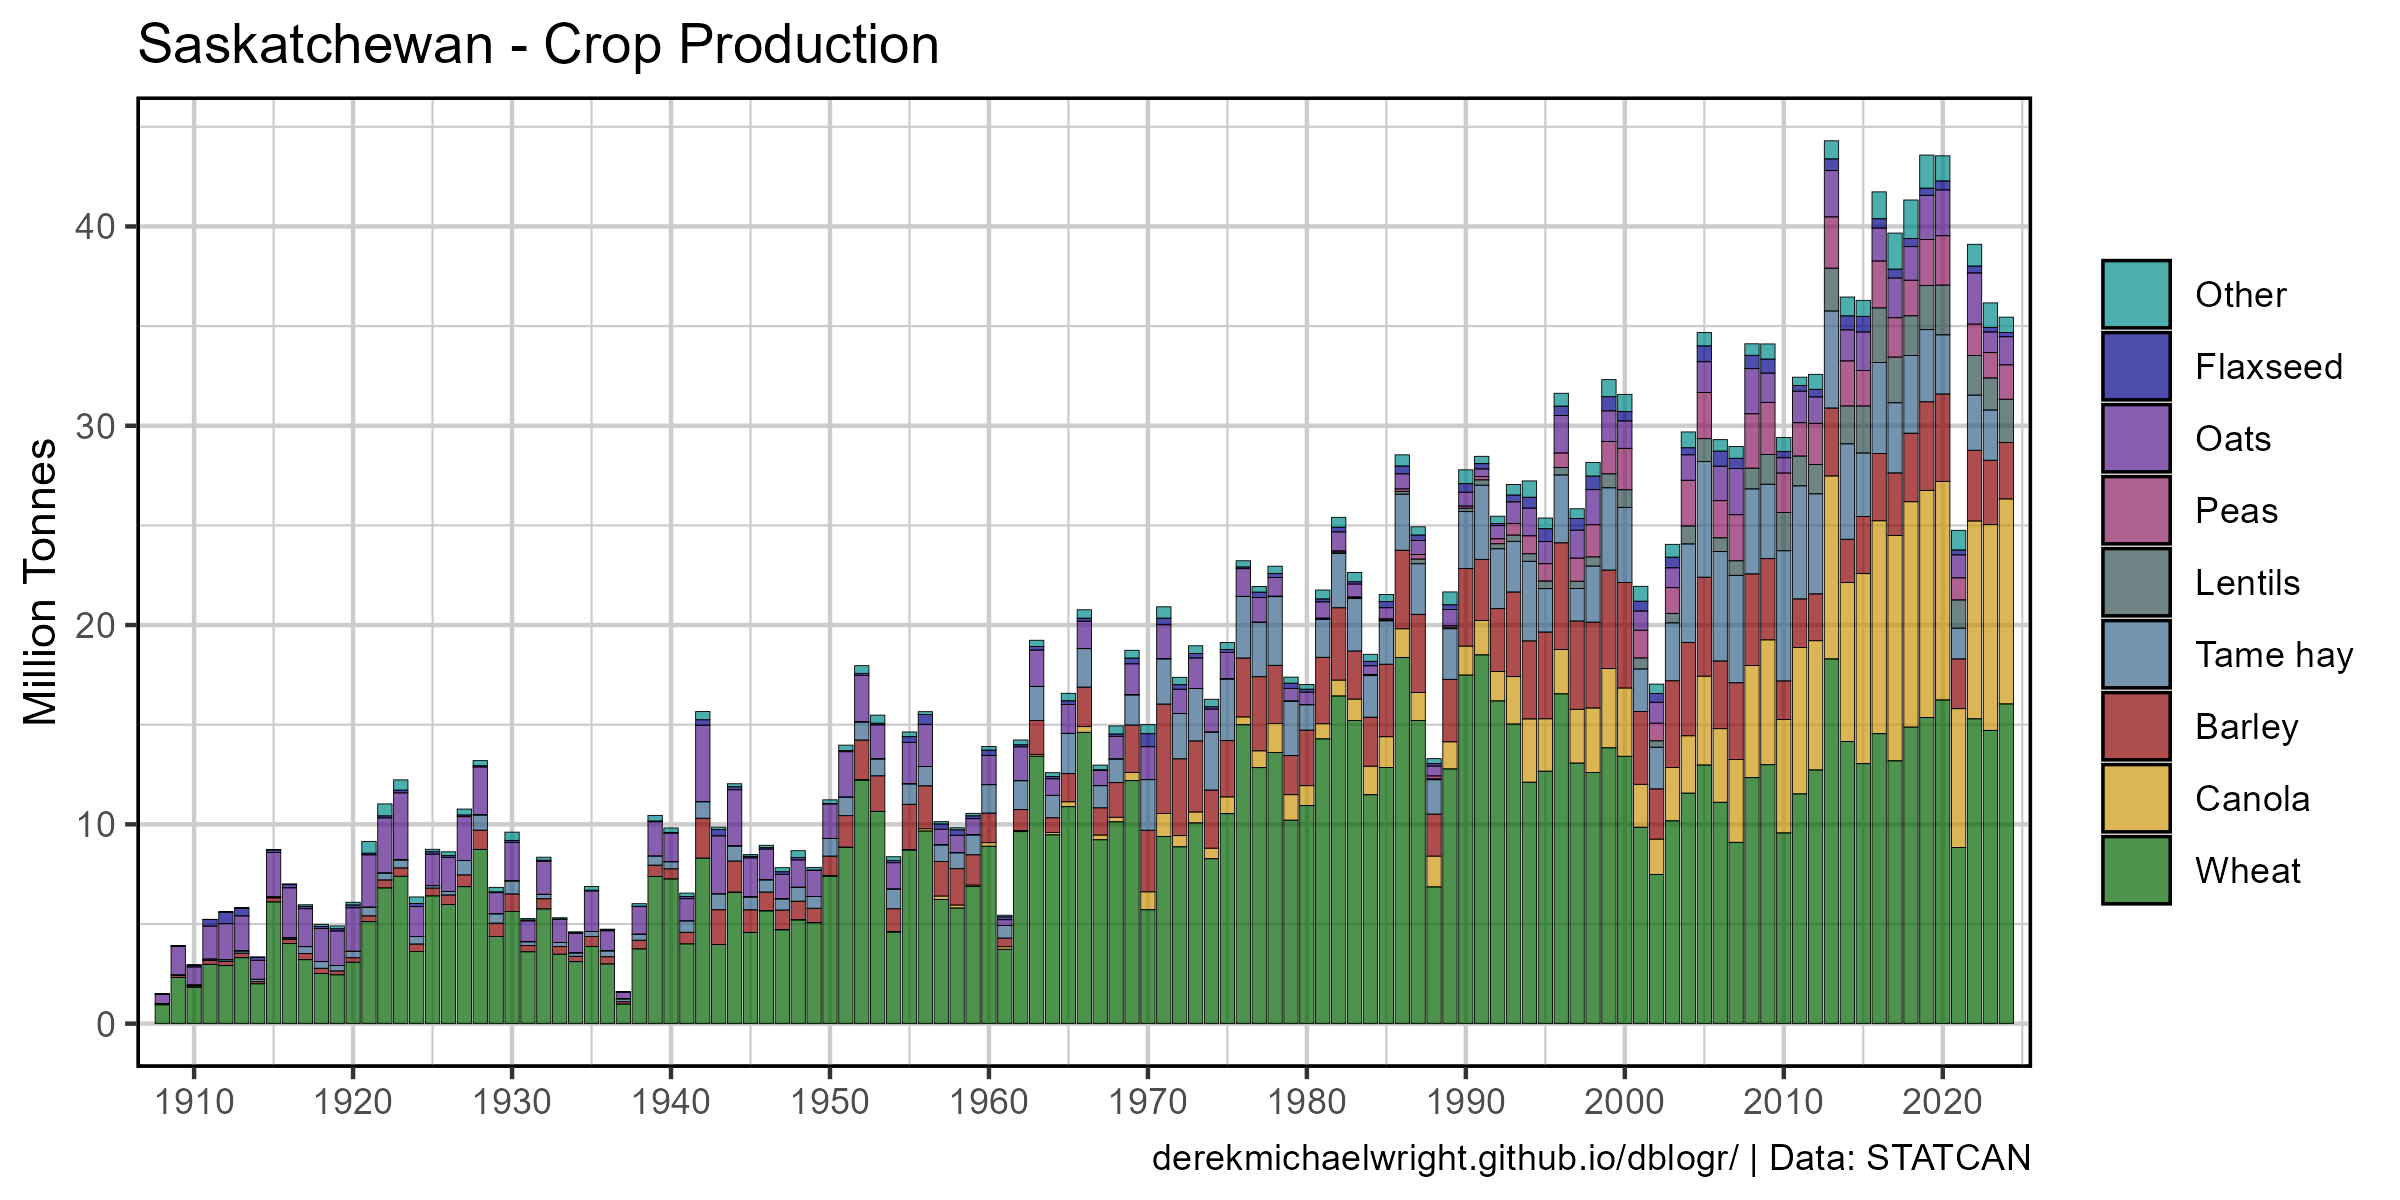 Saskatchewan - Crop Production
Million Tonnes
40
30
20
10
0
1910 1920 1930 1940 1950 1960 1970 1980 1990 2000 2010 2020
Other
Flaxseed
Oats
Peas
Lentils
Tame hay
Barley
Canola
Wheat
derekmichaelwright.github.io/dblogr/ | Data: STATCAN